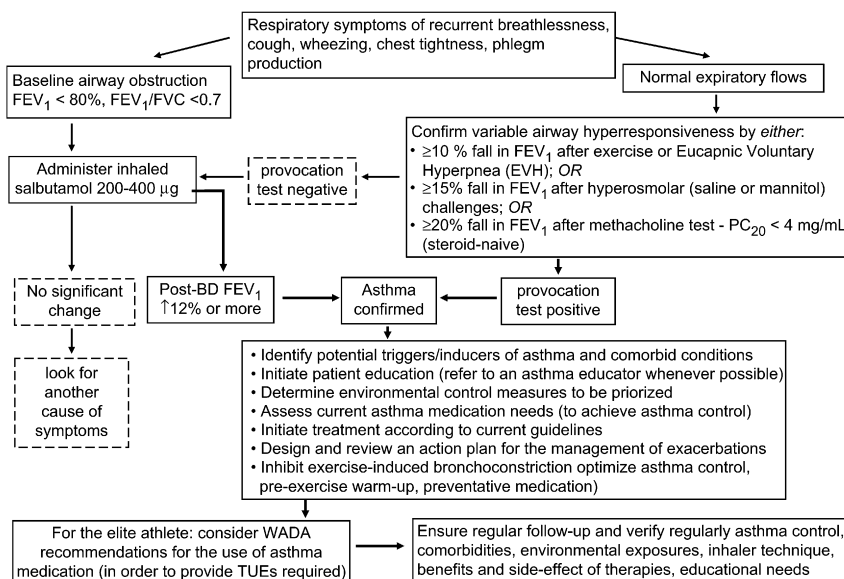 Respiratory symptoms of recurrent breathlessness,
cough, wheezing, chest tightness, phlegm
production
Baseline airway obstruction
FEV1 < 80%, FEV1/FVC <0.7
Normal expiratory flows
Confirm variable airway hyperresponsiveness by either:
• ≥10 % fall in FEV1 after exercise or Eucapnic Voluntary
Hyperpnea (EVH); OR
• ≥15% fall in FEV1 after hyperosmolar (saline or mannitol)
challenges; OR
• ≥20% fall in FEV1 after methacholine test - PC20 < 4 mg/mL
(steroid-naive)
Administer inhaled
salbutamol 200-400 µg
provocation
test negative
No significant
change
Post-BD FEV1
↑12% or more
Asthma
confirmed
provocation
test positive
look for
another
cause of
symptoms
• Identify potential triggers/inducers of asthma and comorbid conditions
• Initiate patient education (refer to an asthma educator whenever possible)
• Determine environmental control measures to be priorized
• Assess current asthma medication needs (to achieve asthma control)
• Initiate treatment according to current guidelines
• Design and review an action plan for the management of exacerbations
• Inhibit exercise-induced bronchoconstriction optimize asthma control,
pre-exercise warm-up, preventative medication)
For the elite athlete: consider WADA
recommendations for the use of asthma
medication (in order to provide TUEs required)
Ensure regular follow-up and verify regularly asthma control,
comorbidities, environmental exposures, inhaler technique,
benefits and side-effect of therapies, educational needs